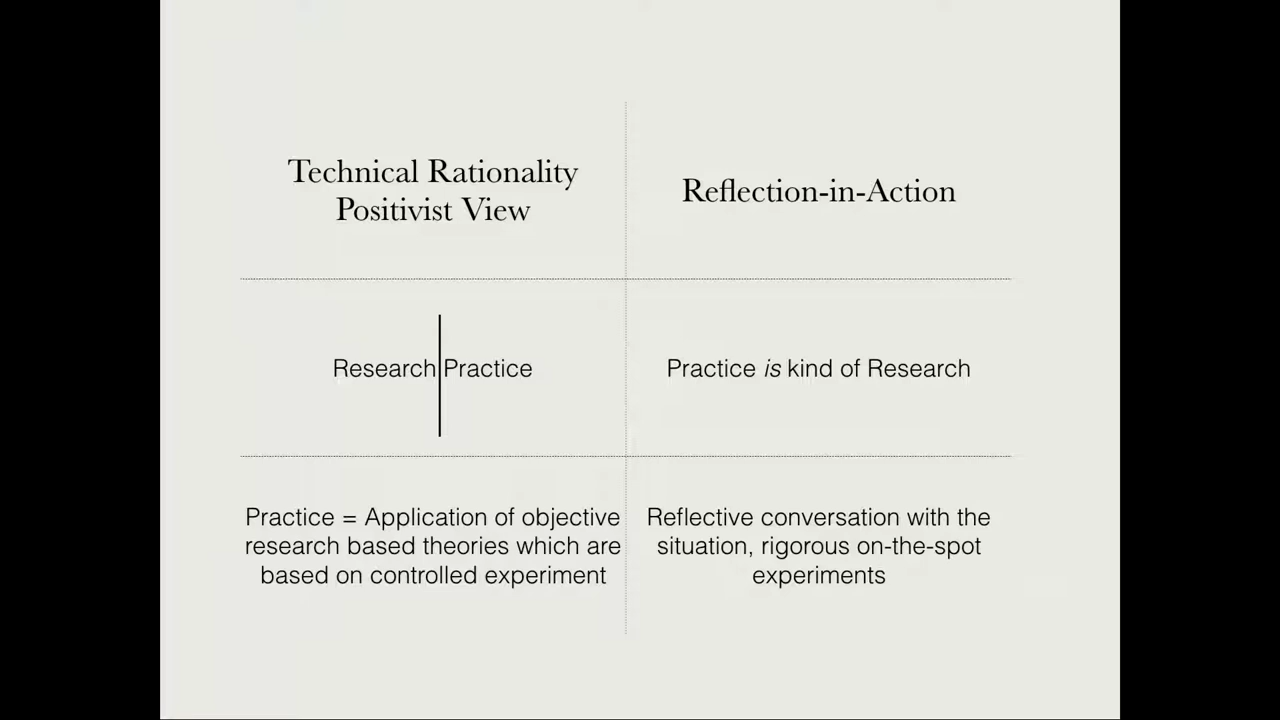 Technical Rationality
Positivist View
Reflection-in-Action
Research Practice
Practice is kind of Research
Practice = Application of objective
research based theories which are
based on controlled experiment
Reflective conversation with the
situation, rigorous on-the-spot
experiments